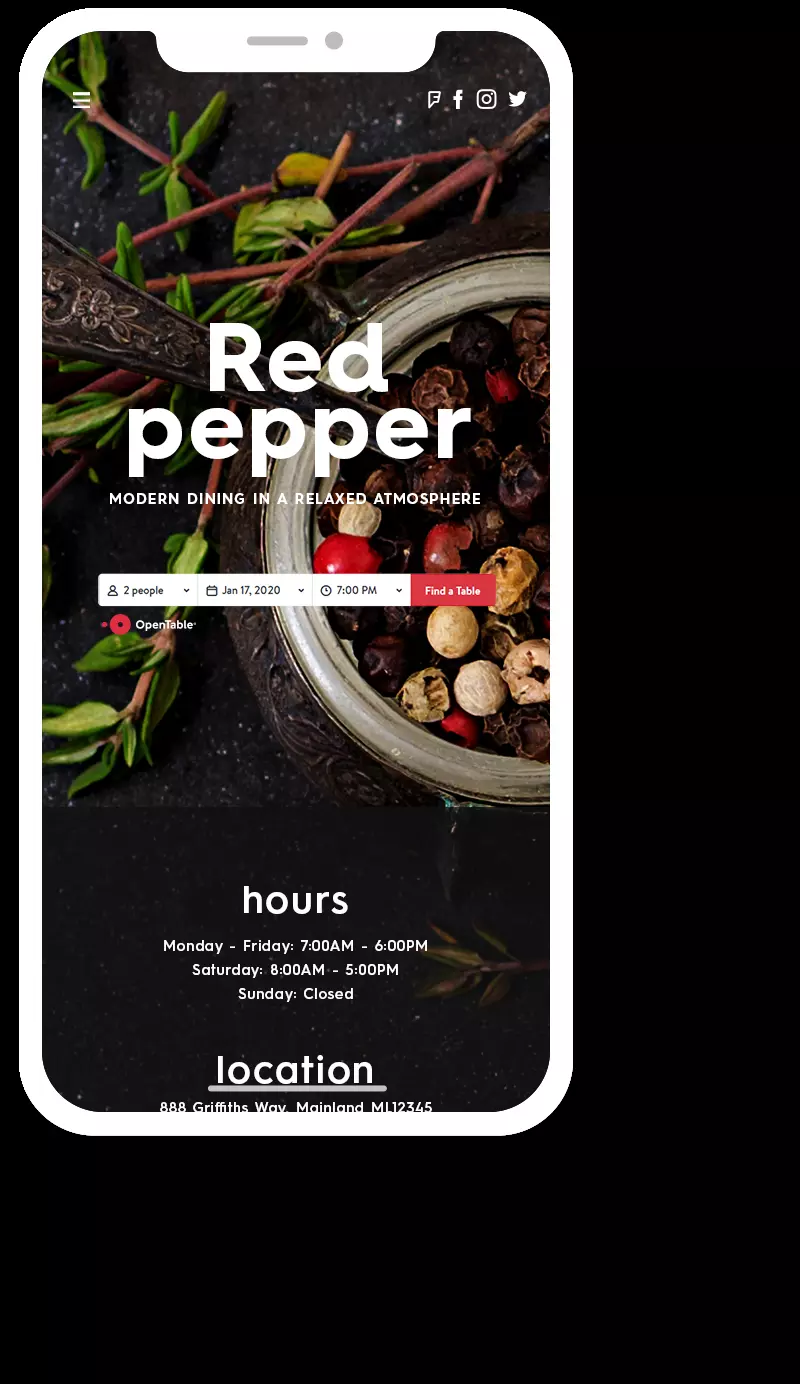 Red
pepper
MODERN DINING IN A RELAXED ATMOSPHERE
2 people Jan 17, 2020 7:00 PM Find a Table
OpenTable
hours
Monday - Friday: 7:00AM - 6:00PM
Saturday: 8:00AM - 5:00PM
Sunday: Closed
location
888 Griffiths Way, Mainland ML12345